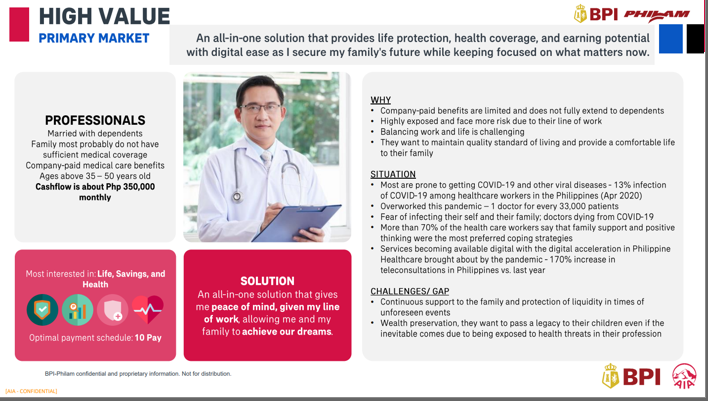 HIGH VALUE
PRIMARY MARKET
BPI PHILAM
An all-in-one solution that provides life protection, health coverage, and earning potential
with digital ease as I secure my family's future while keeping focused on what matters now.
PROFESSIONALS
Married with dependents
Family most probably do not have
sufficient medical coverage
Company-paid medical care benefits
Ages above 35 – 50 years old
Cashflow is about Php 350,000
monthly
Most interested in: Life, Savings, and
Health
Optimal payment schedule: 10 Pay
SOLUTION
An all-in-one solution that gives
me peace of mind, given my line
of work, allowing me and my
family to achieve our dreams.
WHY
• Company-paid benefits are limited and does not fully extend to dependents
• Highly exposed and face more risk due to their line of work
• Balancing work and life is challenging
• They want to maintain quality standard of living and provide a comfortable life
to their family
SITUATION
• Most are prone to getting COVID-19 and other viral diseases - 13% infection
of COVID-19 among healthcare workers in the Philippines (Apr 2020)
• Overworked this pandemic – 1 doctor for every 33,000 patients
• Fear of infecting their self and their family; doctors dying from COVID-19
• More than 70% of the health care workers say that family support and positive
thinking were the most preferred coping strategies
• Services becoming available digital with the digital acceleration in Philippine
Healthcare brought about by the pandemic - 170% increase in
teleconsultations in Philippines vs. last year
CHALLENGES/ GAP
• Continuous support to the family and protection of liquidity in times of
unforeseen events
• Wealth preservation, they want to pass a legacy to their children even if the
inevitable comes due to being exposed to health threats in their profession
BPI-Philam confidential and proprietary information. Not for distribution.
[AIA - CONFIDENTIAL]
BPI AIA